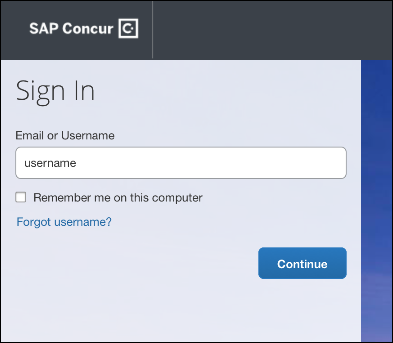 SAP Concur C
Sign In
Email or Username
username
Remember me on this computer
Forgot username?
Continue